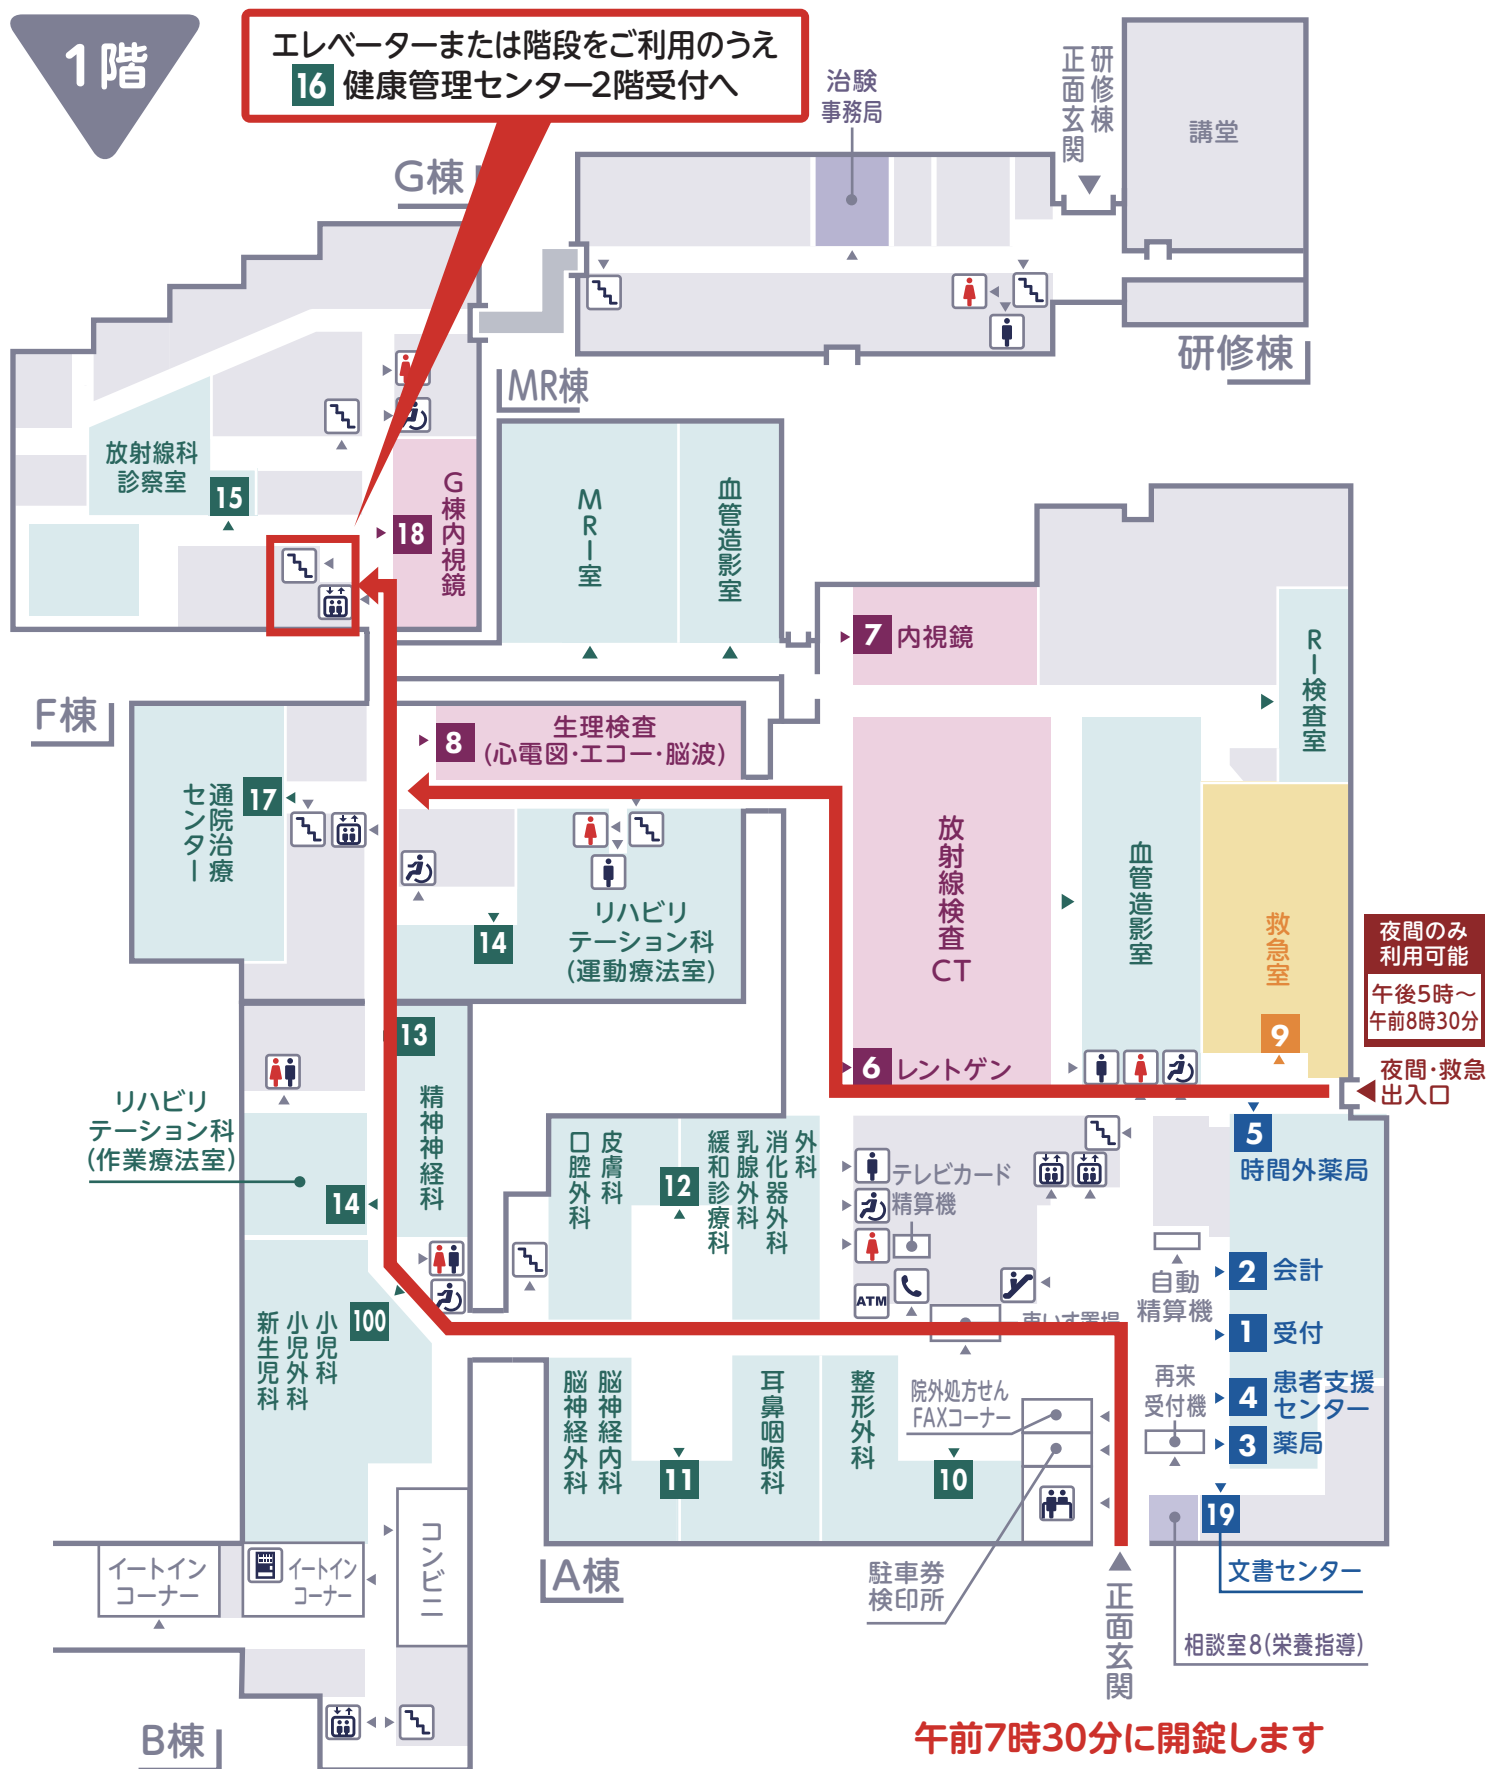 1階
エレベーターまたは階段をご利用のうえ
16 健康管理センター2階受付へ
治験
事務局
研修棟
正面玄関
講堂
G棟
研修棟
MR棟
放射線科
診察室
15
18
G棟内視鏡
MRI室
血管造影室
7 内視鏡
RI検査室
F棟
8 生理検査
(心電図・エコー・脳波)
17
通院治療
センター
14
リハビリ
テーション科
(運動療法室)
放射線検査
CT
血管造影室
救急室
9
夜間のみ
利用可能
午後5時〜
午前8時30分
夜間・救急
出入口
6 レントゲン
13
精神神経科
リハビリ
テーション科
(作業療法室)
14
皮膚科
口腔外科
12
外科
消化器外科
乳腺外科
緩和診療科
テレビカード
精算機
ATM
5
時間外薬局
自動
精算機
2 会計
1 受付
再来
受付機
4 患者支援
センター
3 薬局
19
文書センター
相談室8(栄養指導)
100
小児科
小児外科
新生児科
脳神経内科
脳神経外科
11
耳鼻咽喉科
整形外科
10
院外処方せん
FAXコーナー
駐車券
検印所
コンビニ
イートイン
コーナー
イートイン
コーナー
A棟
正面玄関
B棟
午前7時30分に開錠します